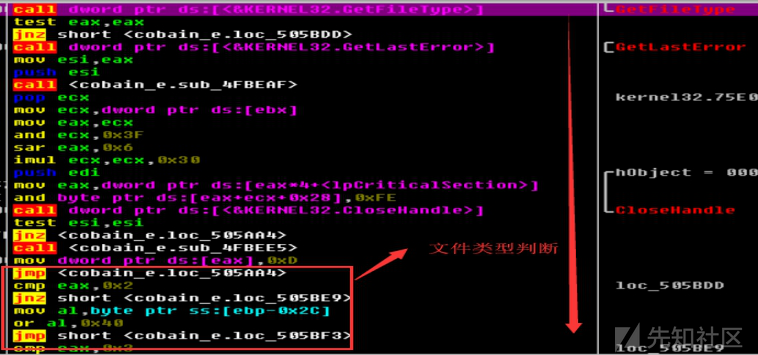 call dword ptr ds:[<&KERNEL32.GetFileType>] GetFileType
test eax,eax
jnz short <cobain_e.loc_505BDD>
call dword ptr ds:[<&KERNEL32.GetLastError>] GetLastError
mov esi,eax
push esi
call <cobain_e.sub_4FBEAF>
pop ecx kernel32.75E0
mov ecx,dword ptr ds:[ebx]
mov eax,ecx
and ecx,0x3F
sar eax,0x6
imul ecx,ecx,0x30
push edi hObject = 000
mov eax,dword ptr ds:[eax*4+<lpCriticalSection>]
and byte ptr ds:[eax+ecx+0x28],0xFE
call dword ptr ds:[<&KERNEL32.CloseHandle>] CloseHandle
test esi,esi
jnz <cobain_e.loc_505AA4>
call <cobain_e.sub_4FBEE5>
mov dword ptr ds:[eax],0xD
文件类型判断
jmp <cobain_e.loc_505AA4>
cmp eax,0x2 loc_505BDD
jnz short <cobain_e.loc_505BE9>
mov al,byte ptr ss:[ebp-0x2C]
or al,0x40
jmp short <cobain_e.loc_505BF3>
cmp eax,0x3 loc_505BE9
先知社区